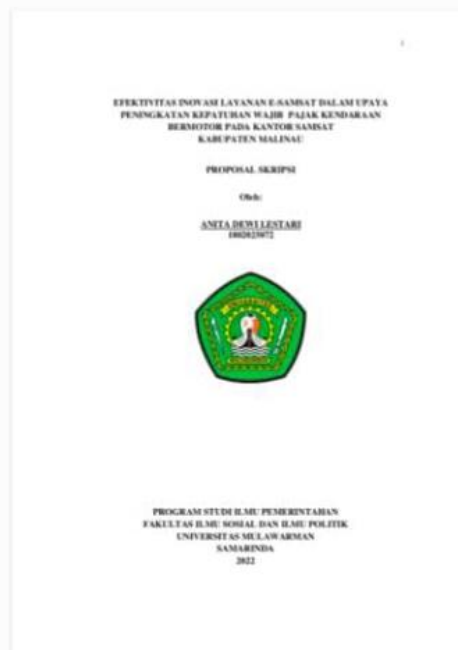 EFEKTIVITAS INOVASI LAYANAN E-SAMSAT DALAM UPAYA
PENINGKATAN KEPATUHAN WAJIB PAJAK KENDARAAN
BERMOTOR PADA KANTOR SAMSAT
KABUPATEN MALINAU
PROPOSAL SKRIPSI
Oleh:
ANITA DEWI LESTARI
1802025072
PROGRAM STUDI ILMU PEMERINTAHAN
FAKULTAS ILMU SOSIAL DAN ILMU POLITIK
UNIVERSITAS MULAWARMAN
SAMARINDA
2022